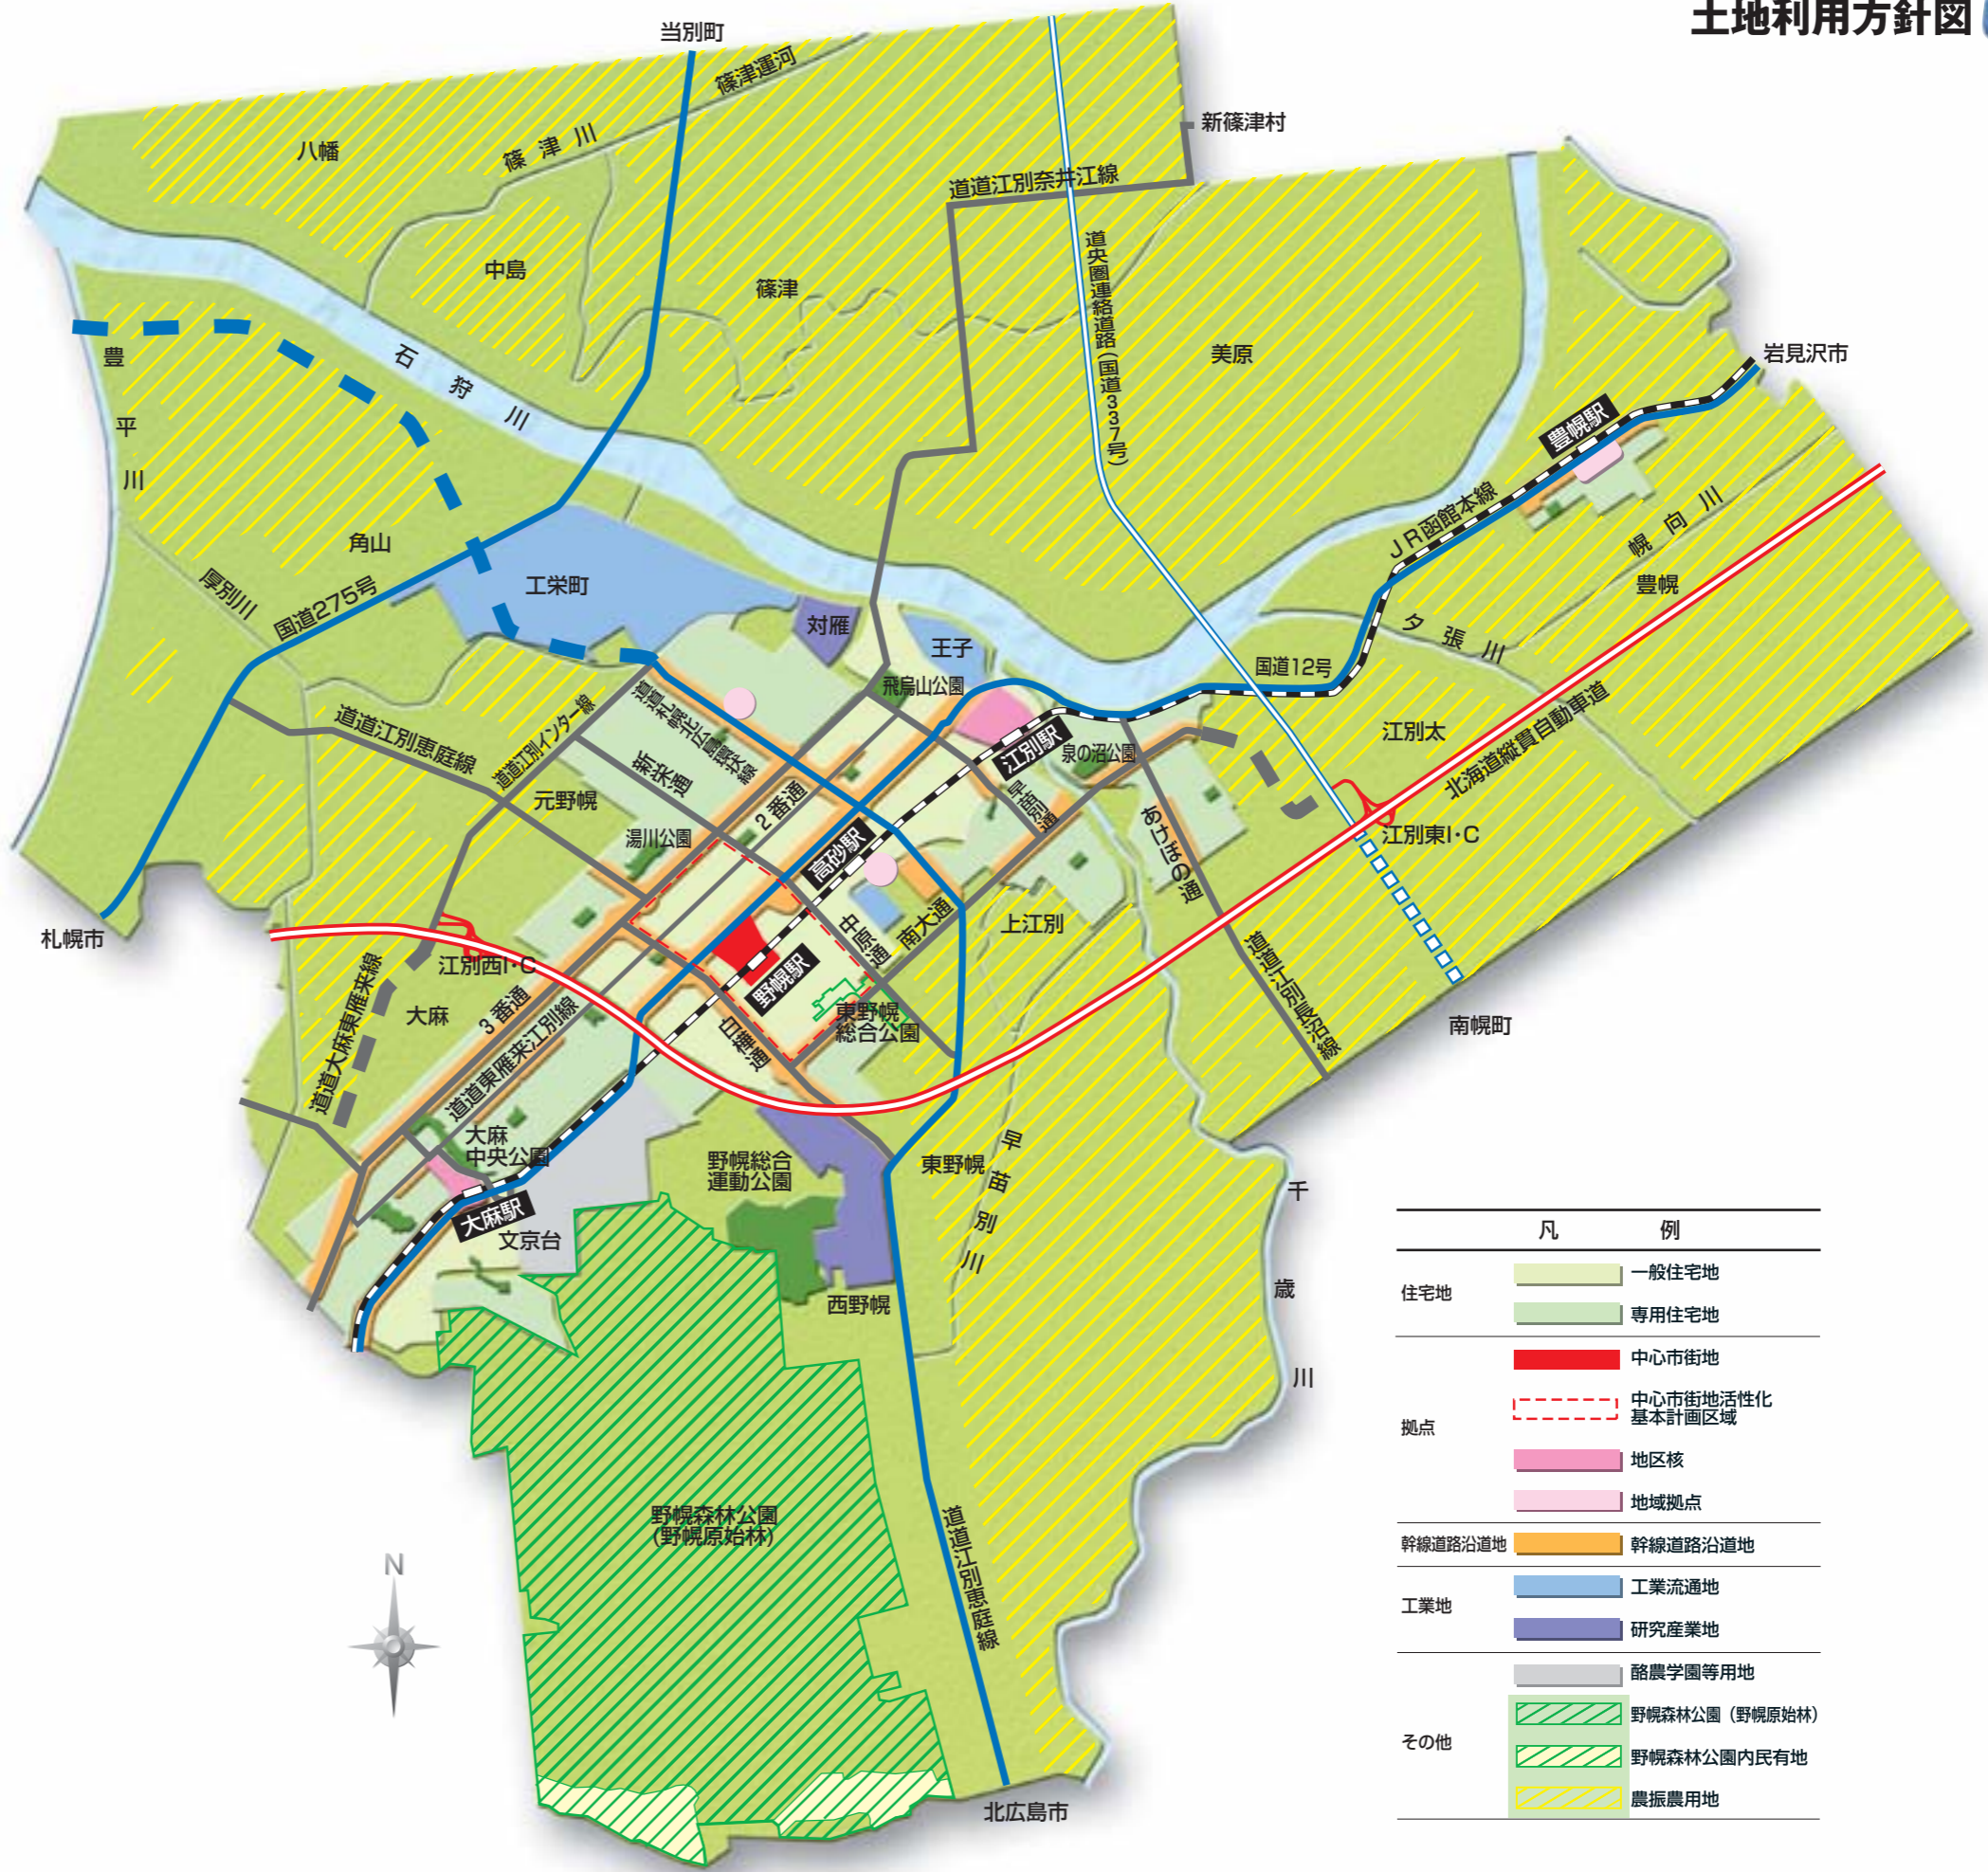 土地利用方針図
当別町
篠津運河
新篠津村
八幡
篠津川
道道江別奈井江線
中島
篠津
道央圏連絡道路(国道337号)
美原
岩見沢市
豊平川
石狩川
豊幌駅
JR函館本線
幌向川
角山
工栄町
厚別川
国道275号
豊幌
対雁
王子
夕張川
国道12号
飛烏山公園
道道江別恵庭線
道道江別インター線
道道札幌北広島環状線
新栄通
江別駅
泉の沼公園
江別太
北海道縦貫自動車道
元野幌
2番通
早苗別通
湯川公園
高砂駅
あけぼの通
江別東I・C
札幌市
江別西I・C
中原通
南大通
上江別
野幌駅
道道大麻東雁来線
大麻
3番通
道道東雁来江別線
白樺通
東野幌
総合公園
道道江別長沼線
南幌町
大麻
中央公園
野幌総合
運動公園
東野幌
早苗別川
千歳川
大麻駅
文京台
西野幌
野幌森林公園
(野幌原始林)
道道江別恵庭線
北広島市
N
凡例
住宅地
一般住宅地
専用住宅地
拠点
中心市街地
中心市街地活性化
基本計画区域
地区核
地域拠点
幹線道路沿道地
幹線道路沿道地
工業地
工業流通地
研究産業地
その他
酪農学園等用地
野幌森林公園(野幌原始林)
野幌森林公園内民有地
農振農用地